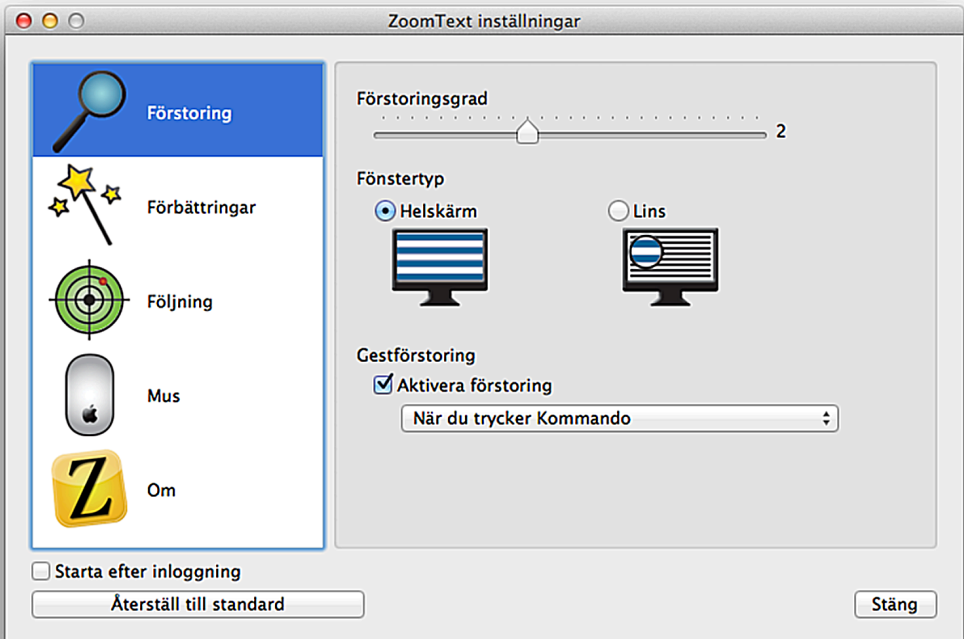 ZoomText inställningar
Förstoring
Förbättringar
Följning
Mus
Z
Om
Förstoringsgrad
2
Fönstertyp
Helskärm
Lins
Gestförstoring
Aktivera förstoring
När du trycker Kommando
Starta efter inloggning
Återställ till standard
Stäng